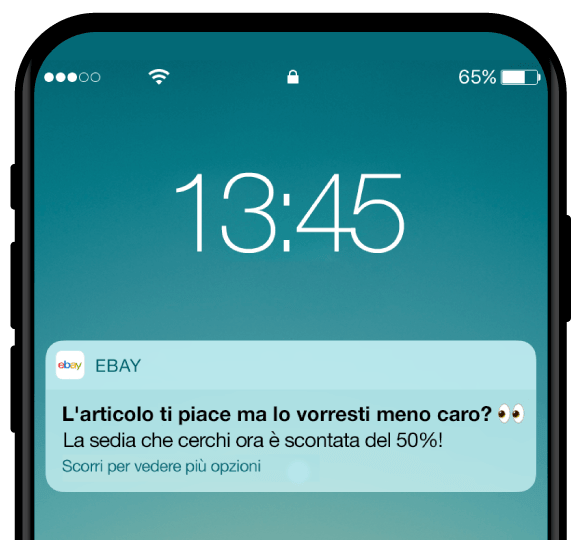 65%
13:45
ebay EBAY
L'articolo ti piace ma lo vorresti meno caro? 👀
La sedia che cerchi ora è scontata del 50%!
Scorri per vedere più opzioni